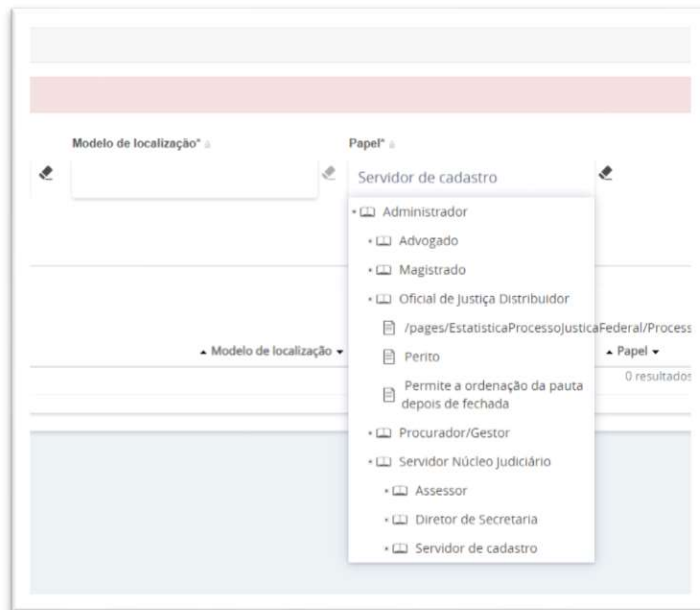 Modelo de localização*
Papel*
Servidor de cadastro
Administrador
Advogado
Magistrado
Oficial de Justiça Distribuidor
/pages/EstatisticaProcessoJusticaFederal/Process
Perito
Permite a ordenação da pauta
depois de fechada
Procurador/Gestor
Servidor Núcleo Judiciário
Assessor
Diretor de Secretaria
Servidor de cadastro
Modelo de localização
Papel
0 resultados